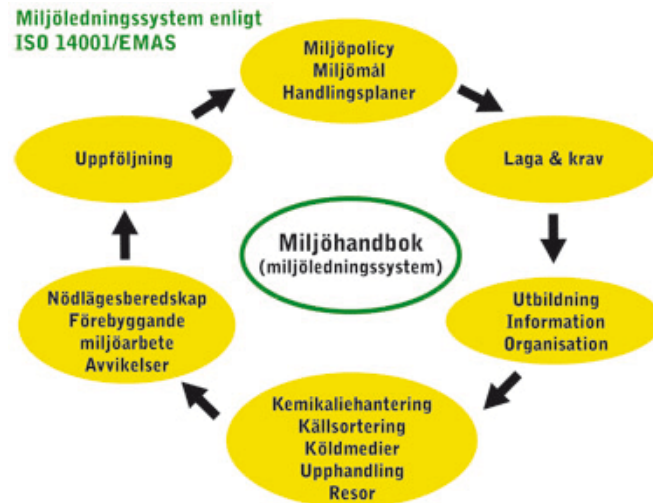 Miljöledningssystem enligt
ISO 14001/EMAS
Miljöpolicy
Miljömål
Handlingsplaner
Laga & krav
Utbildning
Information
Organisation
Kemikaliehantering
Källsortering
Köldmedier
Upphandling
Resor
Nödlägesberedskap
Förebyggande
miljöarbete
Avvikelser
Uppföljning
Miljöhandbok
(miljöledningssystem)